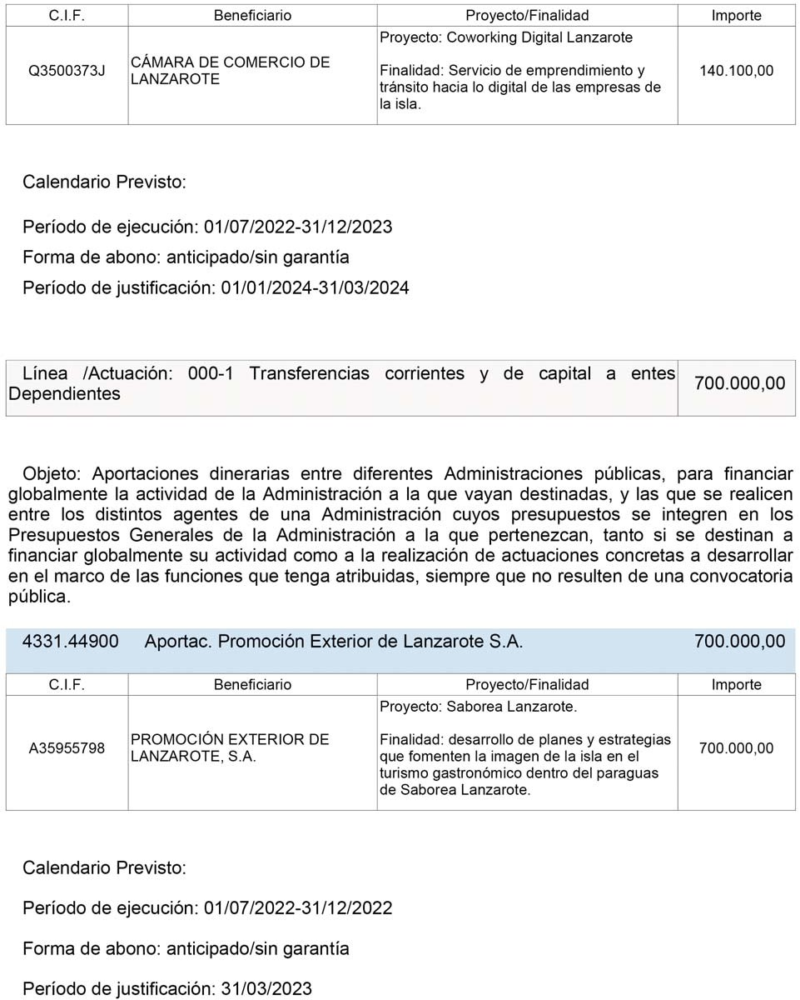 C.I.F. Beneficiario Proyecto/Finalidad Importe
Q3500373J
CÁMARA DE COMERCIO DE
LANZAROTE
Proyecto: Coworking Digital Lanzarote
Finalidad: Servicio de emprendimiento y
tránsito hacia lo digital de las empresas de
la isla.
140.100,00
Calendario Previsto:
Período de ejecución: 01/07/2022-31/12/2023
Forma de abono: anticipado/sin garantía
Período de justificación: 01/01/2024-31/03/2024
Línea /Actuación: 000-1 Transferencias corrientes y de capital a entes
Dependientes
700.000,00
Objeto: Aportaciones dinerarias entre diferentes Administraciones públicas, para financiar
globalmente la actividad de la Administración a la que vayan destinadas, y las que se realicen
entre los distintos agentes de una Administración cuyos presupuestos se integren en los
Presupuestos Generales de la Administración a la que pertenezcan, tanto si se destinan a
financiar globalmente su actividad como a la realización de actuaciones concretas a desarrollar
en el marco de las funciones que tenga atribuidas, siempre que no resulten de una convocatoria
pública.
4331.44900 Aportac. Promoción Exterior de Lanzarote S.A. 700.000,00
C.I.F. Beneficiario Proyecto/Finalidad Importe
A35955798
PROMOCIÓN EXTERIOR DE
LANZAROTE, S.A.
Proyecto: Saborea Lanzarote.
Finalidad: desarrollo de planes y estrategias
que fomenten la imagen de la isla en el
turismo gastronómico dentro del paraguas
de Saborea Lanzarote.
700.000,00
Calendario Previsto:
Período de ejecución: 01/07/2022-31/12/2022
Forma de abono: anticipado/sin garantía
Período de justificación: 31/03/2023